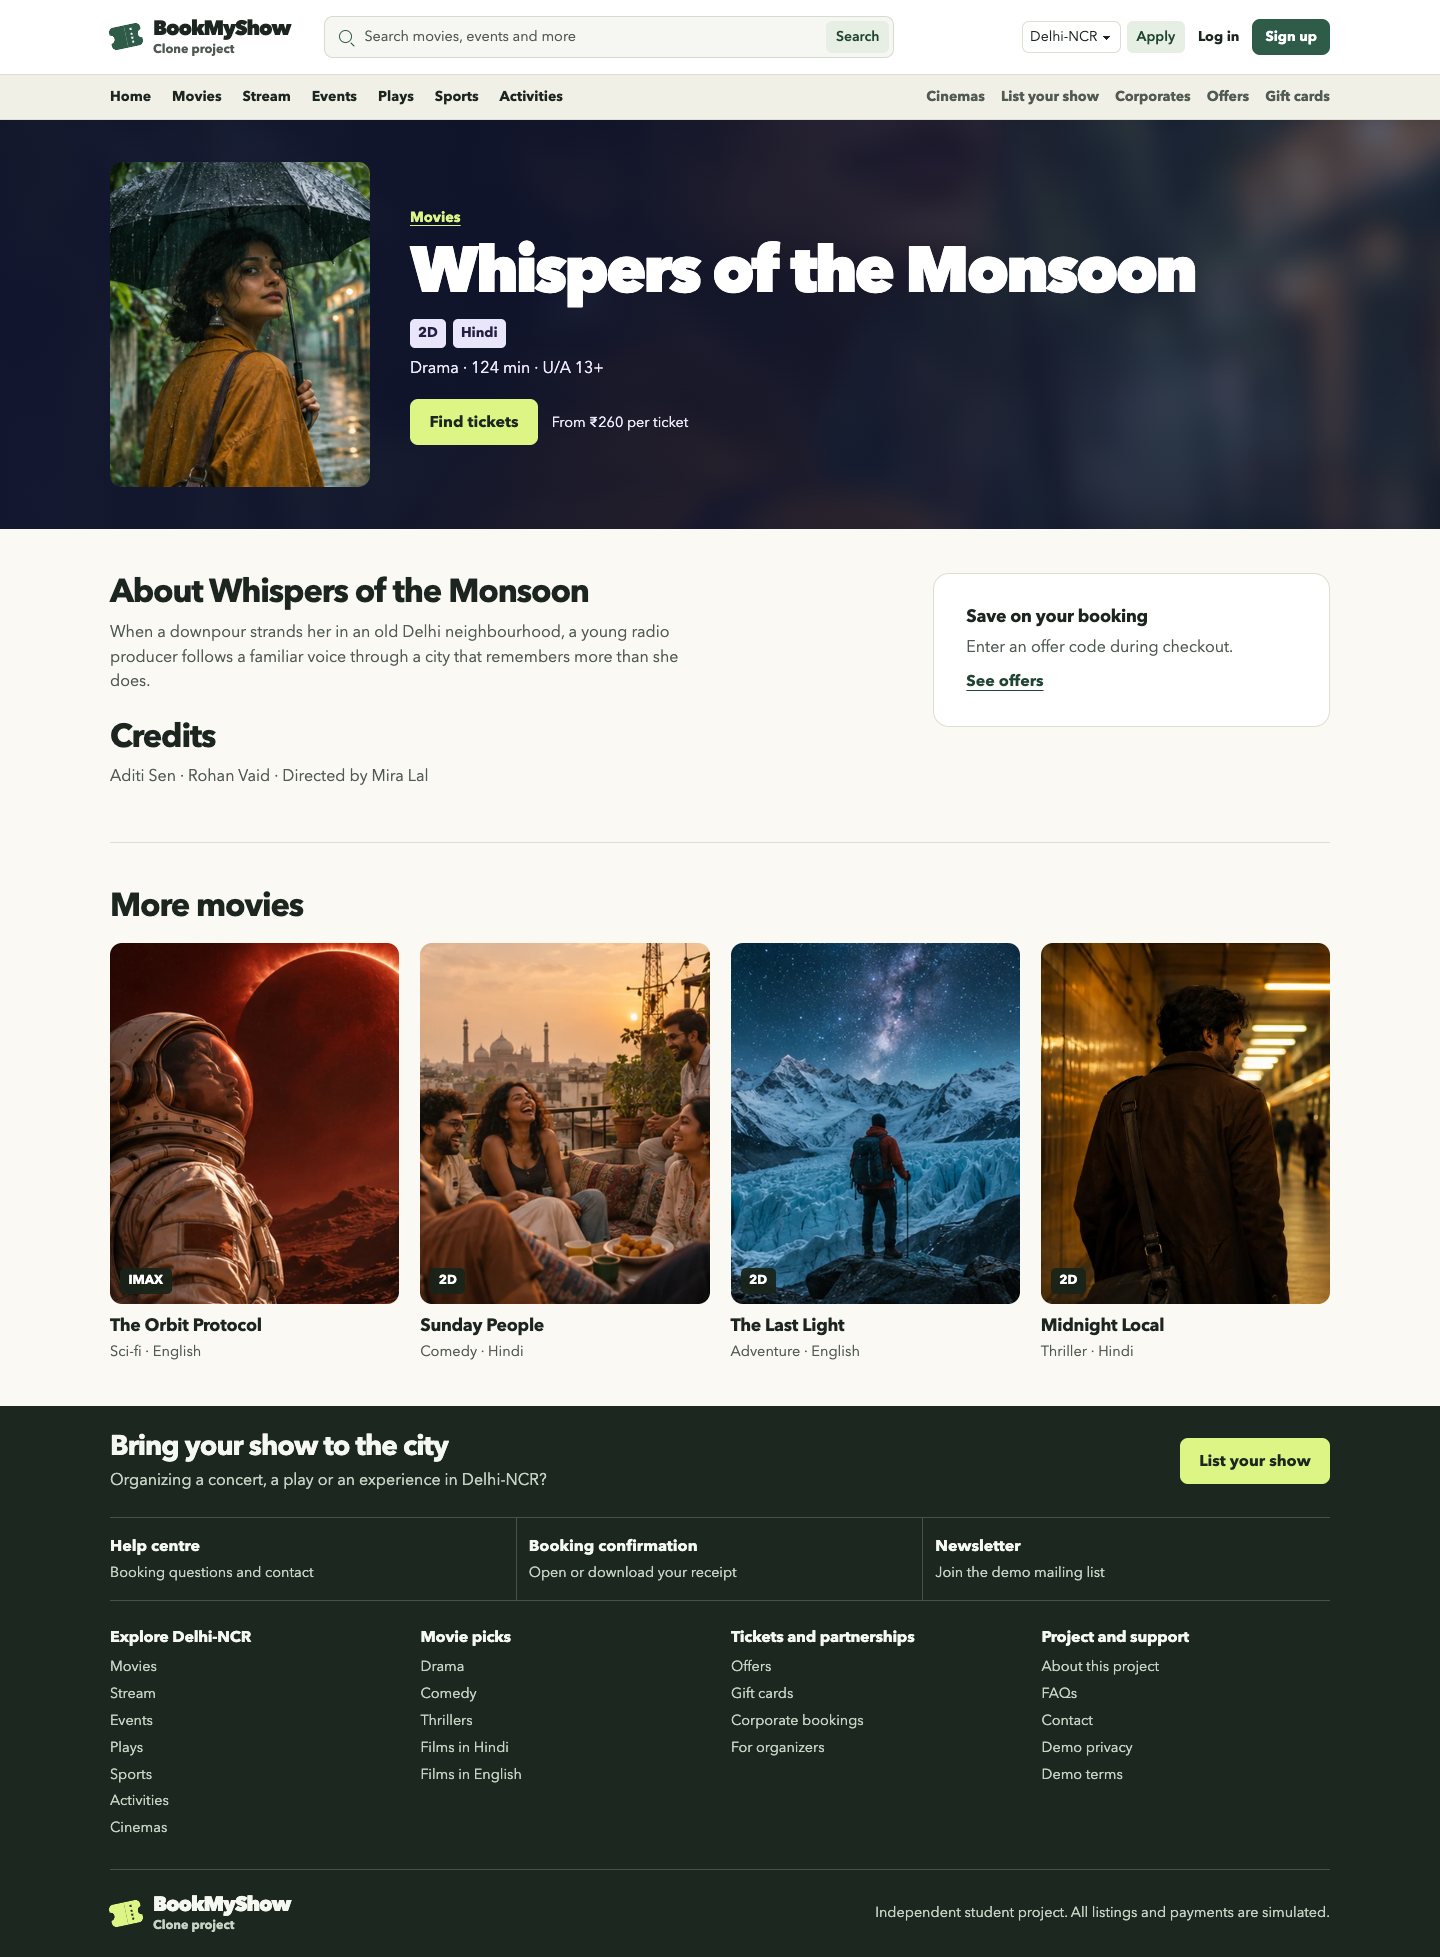 BookMyShow
Clone project
Search movies, events and more
Search
Delhi-NCR
Apply
Log in
Sign up
Home
Movies
Stream
Events
Plays
Sports
Activities
Cinemas
List your show
Corporates
Offers
Gift cards
Movies
Whispers of the Monsoon
2D
Hindi
Drama · 124 min · U/A 13+
Find tickets
From ₹260 per ticket
About Whispers of the Monsoon
When a downpour strands her in an old Delhi neighbourhood, a young radio
producer follows a familiar voice through a city that remembers more than she
does.
Save on your booking
Enter an offer code during checkout.
See offers
Credits
Aditi Sen · Rohan Vaid · Directed by Mira Lal
More movies
IMAX
The Orbit Protocol
Sci-fi · English
2D
Sunday People
Comedy · Hindi
2D
The Last Light
Adventure · English
2D
Midnight Local
Thriller · Hindi
Bring your show to the city
Organizing a concert, a play or an experience in Delhi-NCR?
List your show
Help centre
Booking questions and contact
Booking confirmation
Open or download your receipt
Newsletter
Join the demo mailing list
Explore Delhi-NCR
Movies
Stream
Events
Plays
Sports
Activities
Cinemas
Movie picks
Drama
Comedy
Thrillers
Films in Hindi
Films in English
Tickets and partnerships
Offers
Gift cards
Corporate bookings
For organizers
Project and support
About this project
FAQs
Contact
Demo privacy
Demo terms
BookMyShow
Clone project
Independent student project. All listings and payments are simulated.